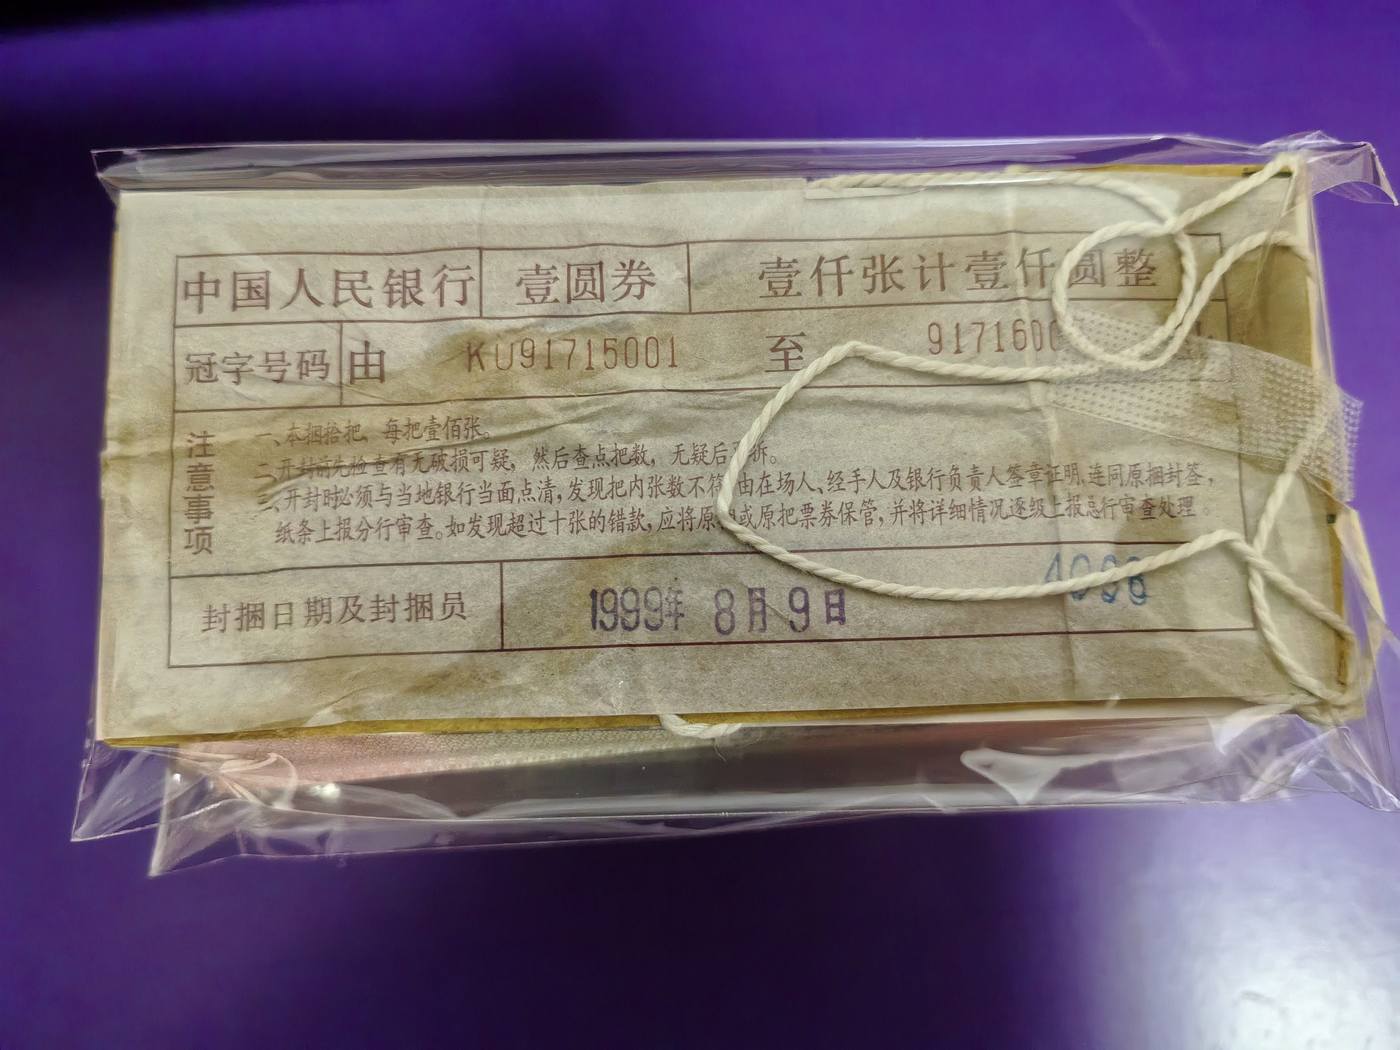 中国人民银行 壹圆券 壹仟张计壹仟圆整
冠字号码 由 KU91715001 至 9171600
注意事项
一、本捆拾把、每把壹佰张。
二、开封前先检查有无破损可疑，然后查点把数，无疑后 拆。
三、开封时必须与当地银行当面点清，发现把内张数不符 由在场人、经手人及银行负责人签章证明，连同原捆封签，
纸条上报分行审查。如发现超过十张的错款，应将原 或原把票券保管，并将详细情况逐级上报总行审查处理。
封捆日期及封捆员 1999年 8月9日